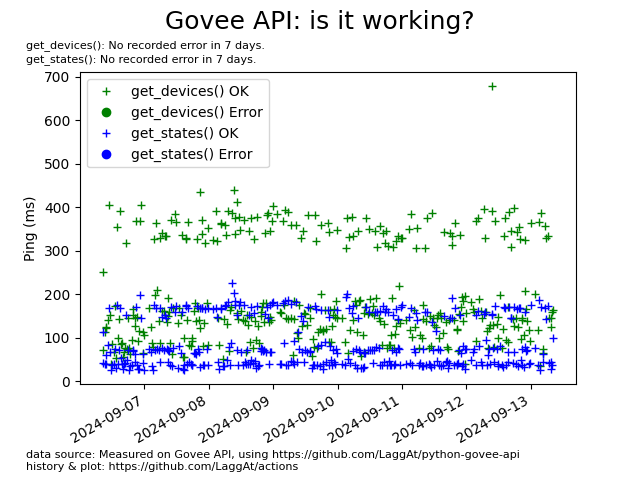 Govee API: is it working?
get_devices(): No recorded error in 7 days.
get_states(): No recorded error in 7 days.
700
600
500
400
300
200
100
0
Ping (ms)
get_devices() OK
get_devices() Error
get_states() OK
get_states() Error
2024-09-07
2024-09-08
2024-09-09
2024-09-10
2024-09-11
2024-09-12
2024-09-13
data source: Measured on Govee API, using https://github.com/LaggAt/python-govee-api
history & plot: https://github.com/LaggAt/actions